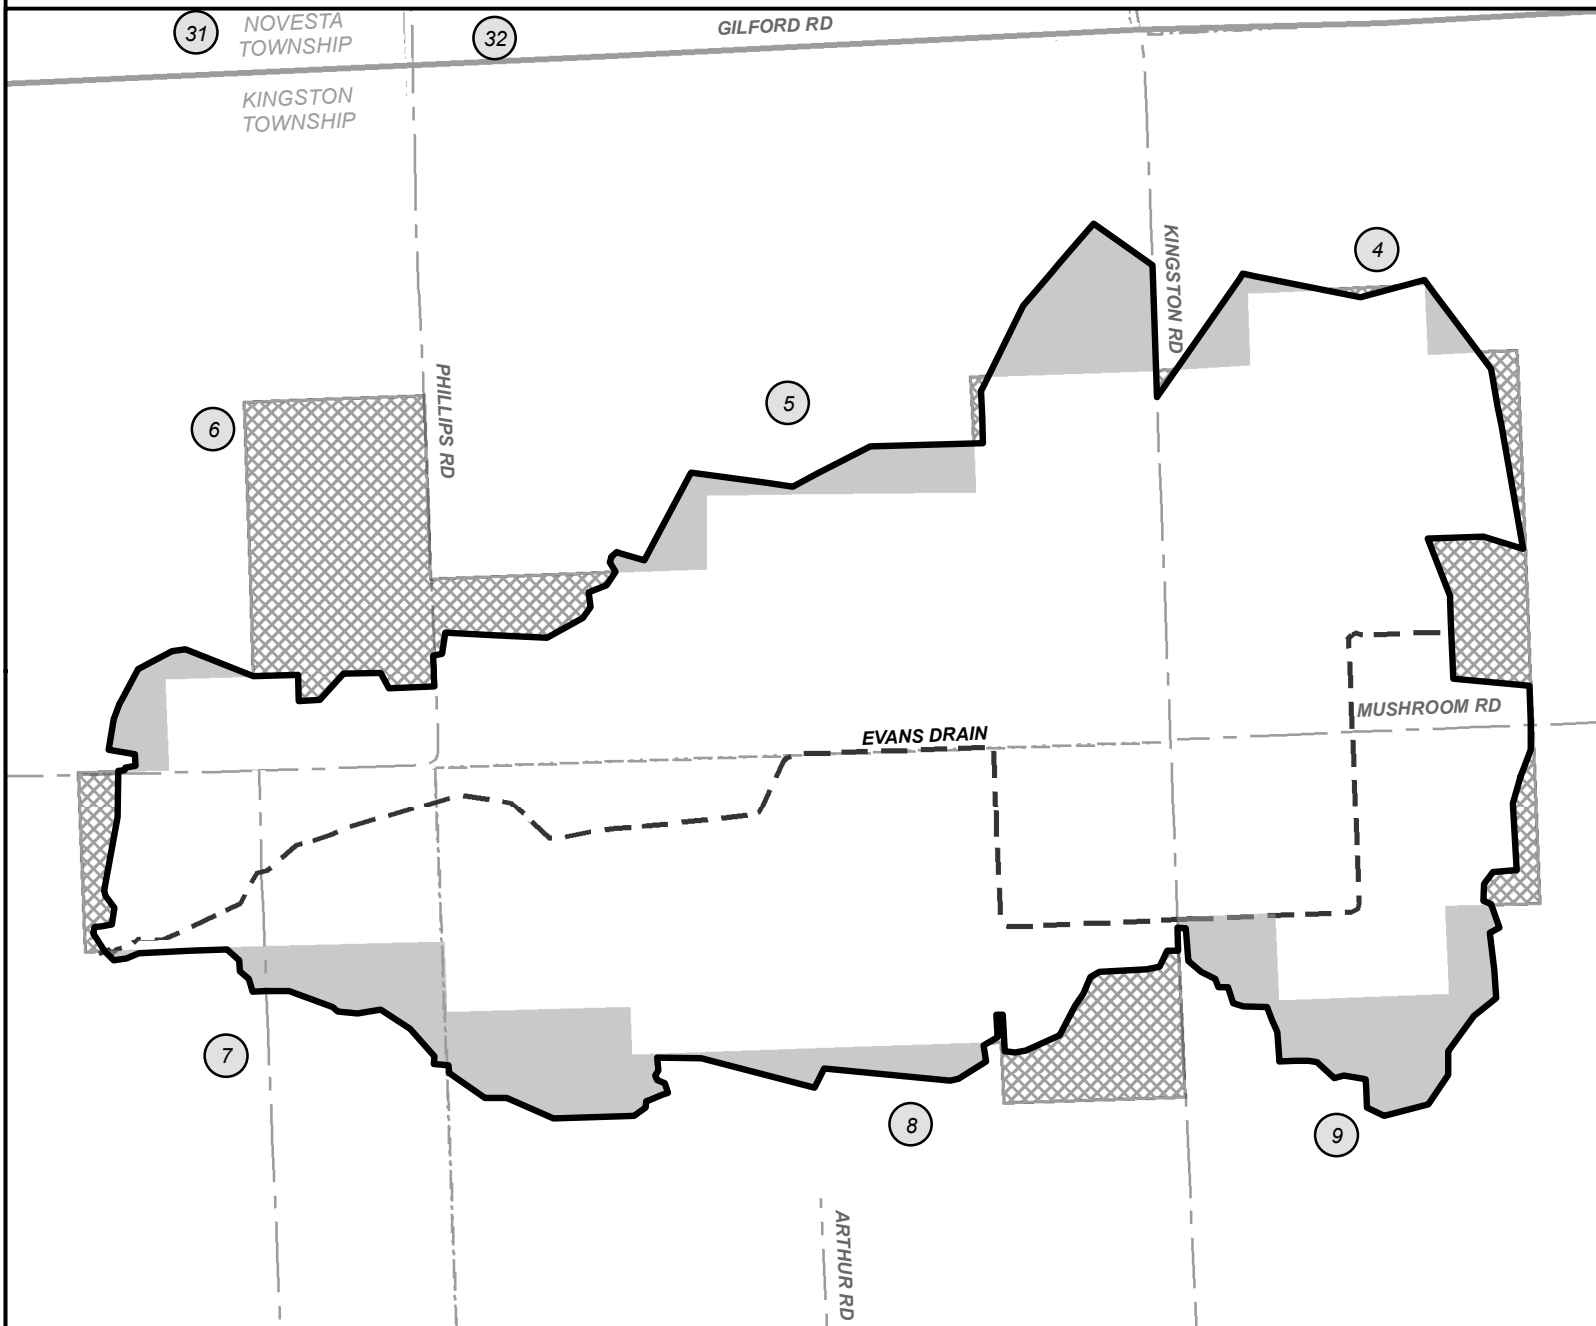 31
NOVESTA
TOWNSHIP
32
GILFORD RD
KINGSTON
TOWNSHIP
4
KINGSTON RD
PHILLIPS RD
5
6
MUSHROOM RD
EVANS DRAIN
7
8
9
ARTHUR RD